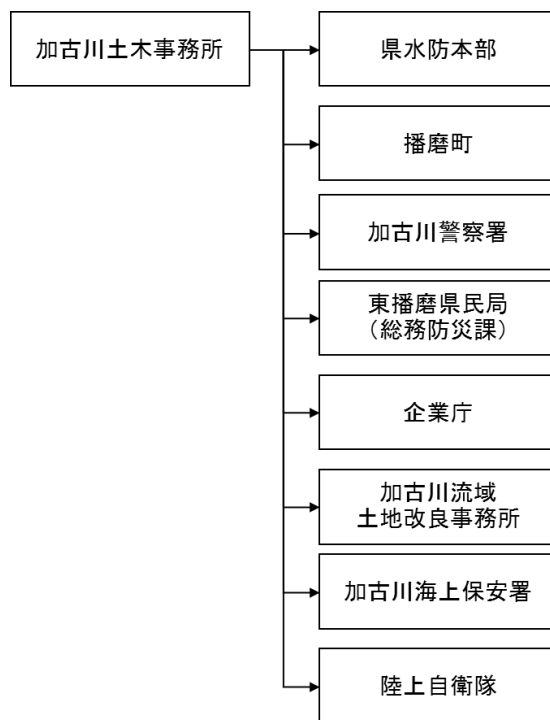 加古川土木事務所
県水防本部
播磨町
加古川警察署
東播磨県民局
（総務防災課）
企業庁
加古川流域
土地改良事務所
加古川海上保安署
陸上自衛隊